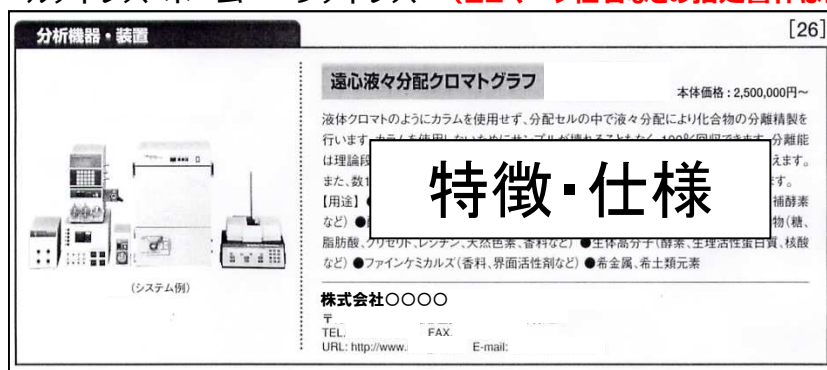 分析機器・装置
[26]
遠心液々分配クロマトグラフ
本体価格：2,500,000円～
液体クロマトのようにカラムを使用せず、分配セルの中で液々分配により化合物の分離精製を
行います。カラムを使用しないためにサンプルが壊れることもなく、100%回収できます。分離能
は理論段
えます。
また、数1
す。
特徴・仕様
【用途】●
補酵素
など)●
物(糖、
脂肪酸、グリセリド、レシチン、天然色素、香料など)●生体高分子(酵素、生理活性蛋白質、核酸
など)●ファインケミカルズ(香料、界面活性剤など)●希金属、希土類元素
(システム例)
株式会社○○○○
〒
TEL. FAX.
URL: http://www. E-mail: